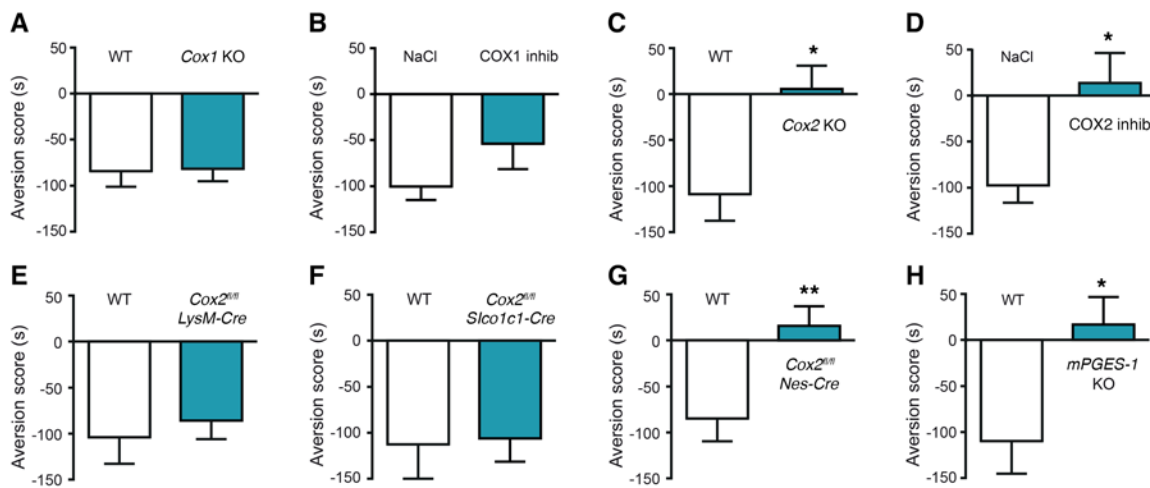 A
Aversion score (s)
50
0
-50
-100
-150
WT
Cox1 KO
B
Aversion score (s)
50
0
-50
-100
-150
NaCl
COX1 inhib
C
Aversion score (s)
50
0
-50
-100
-150
WT
*
Cox2 KO
D
Aversion score (s)
50
0
-50
-100
-150
NaCl
*
COX2 inhib
E
Aversion score (s)
50
0
-50
-100
-150
WT
Cox2fl/fl
LysM-Cre
F
Aversion score (s)
50
0
-50
-100
-150
WT
Cox2fl/fl
Slco1c1-Cre
G
Aversion score (s)
50
0
-50
-100
-150
WT
**
Cox2fl/fl
Nes-Cre
H
Aversion score (s)
50
0
-50
-100
-150
WT
*
mPGES-1
KO